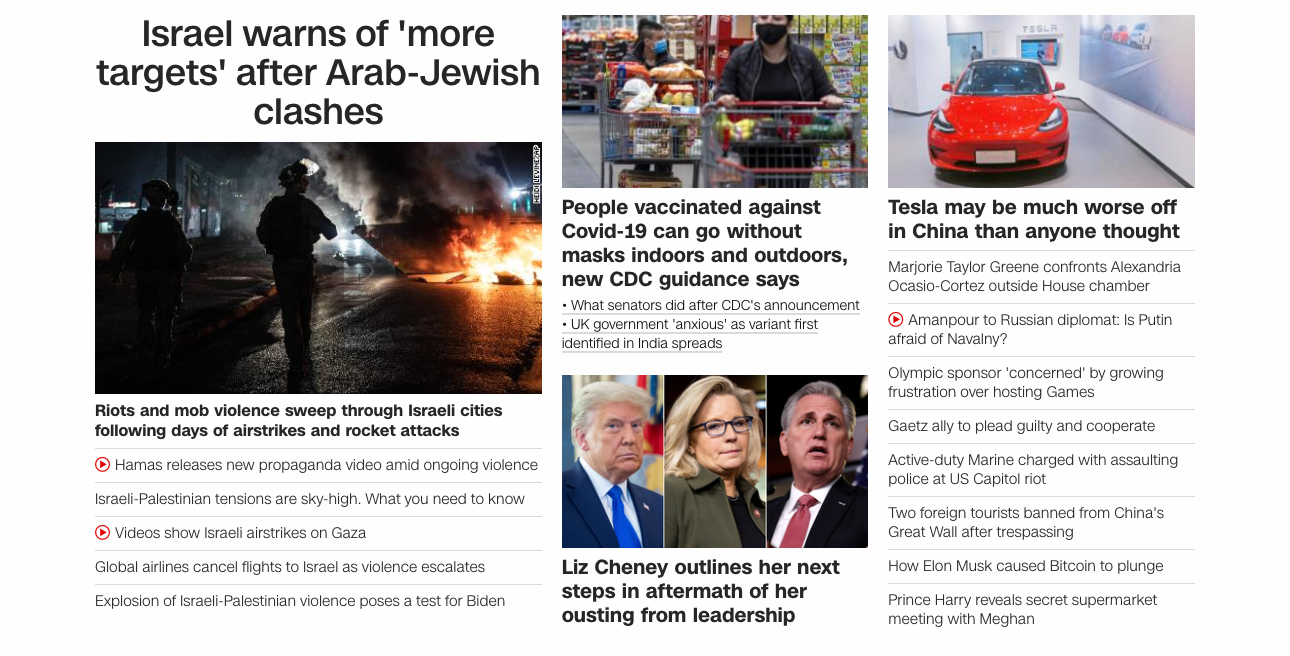 Israel warns of 'more
targets' after Arab-Jewish
clashes
HEIDI LEVINE/AP
Riots and mob violence sweep through Israeli cities
following days of airstrikes and rocket attacks
Hamas releases new propaganda video amid ongoing violence
Israeli-Palestinian tensions are sky-high. What you need to know
Videos show Israeli airstrikes on Gaza
Global airlines cancel flights to Israel as violence escalates
Explosion of Israeli-Palestinian violence poses a test for Biden
People vaccinated against
Covid-19 can go without
masks indoors and outdoors,
new CDC guidance says
• What senators did after CDC's announcement
• UK government 'anxious' as variant first
identified in India spreads
Liz Cheney outlines her next
steps in aftermath of her
ousting from leadership
TESLA
Tesla may be much worse off
in China than anyone thought
Marjorie Taylor Greene confronts Alexandria
Ocasio-Cortez outside House chamber
Amanpour to Russian diplomat: Is Putin
afraid of Navalny?
Olympic sponsor 'concerned' by growing
frustration over hosting Games
Gaetz ally to plead guilty and cooperate
Active-duty Marine charged with assaulting
police at US Capitol riot
Two foreign tourists banned from China's
Great Wall after trespassing
How Elon Musk caused Bitcoin to plunge
Prince Harry reveals secret supermarket
meeting with Meghan